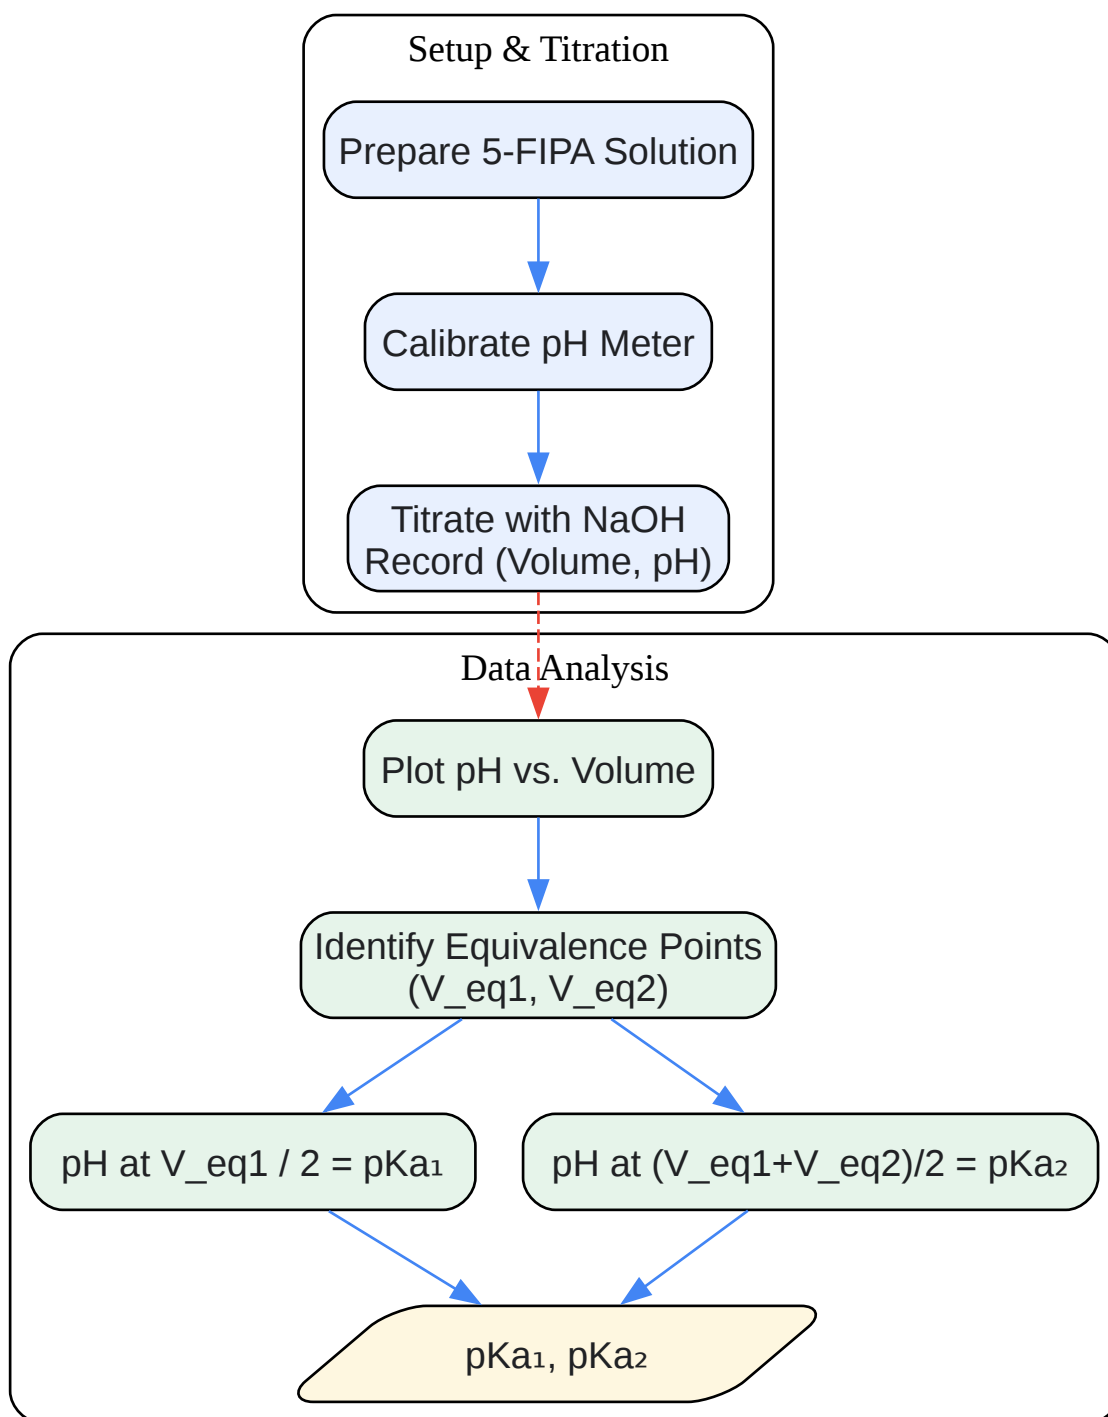 Setup & Titration
Prepare 5-FIPA Solution
Calibrate pH Meter
Titrate with NaOH
Record (Volume, pH)
Data Analysis
Plot pH vs. Volume
Identify Equivalence Points
(V_eq1, V_eq2)
pH at V_eq1 / 2 = pKa₁
pH at (V_eq1+V_eq2)/2 = pKa₂
pKa₁, pKa₂